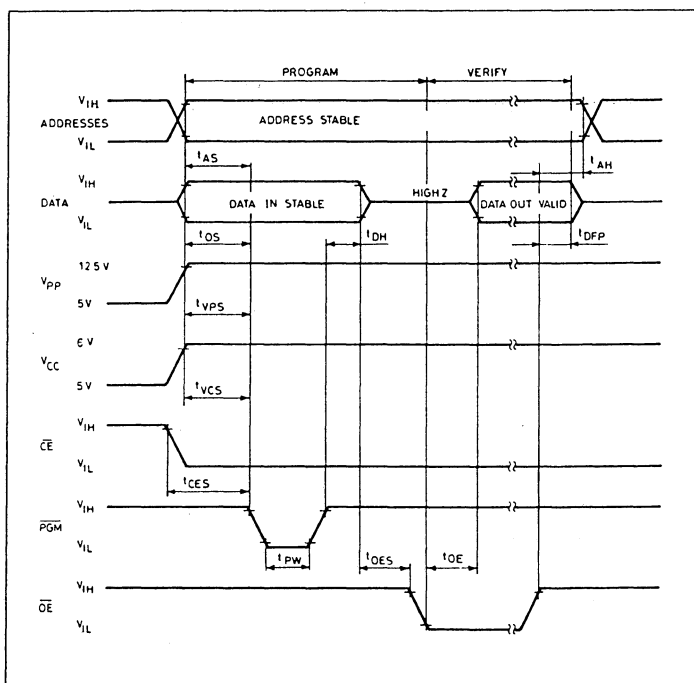 PROGRAM VERIFY
VIH
ADDRESSES ADDRESS STABLE
VIL
tAS tAH
VIH
DATA DATA IN STABLE HIGH Z DATA OUT VALID
VIL
tOS tDH tDFP
12 5 V
VPP
5V
tVPS
6 V
VCC
5V
tVCS
VIH
CE
VIL
tCES
VIH
PGM
VIL
tPW tOES tOE
VIH
OE
VIL